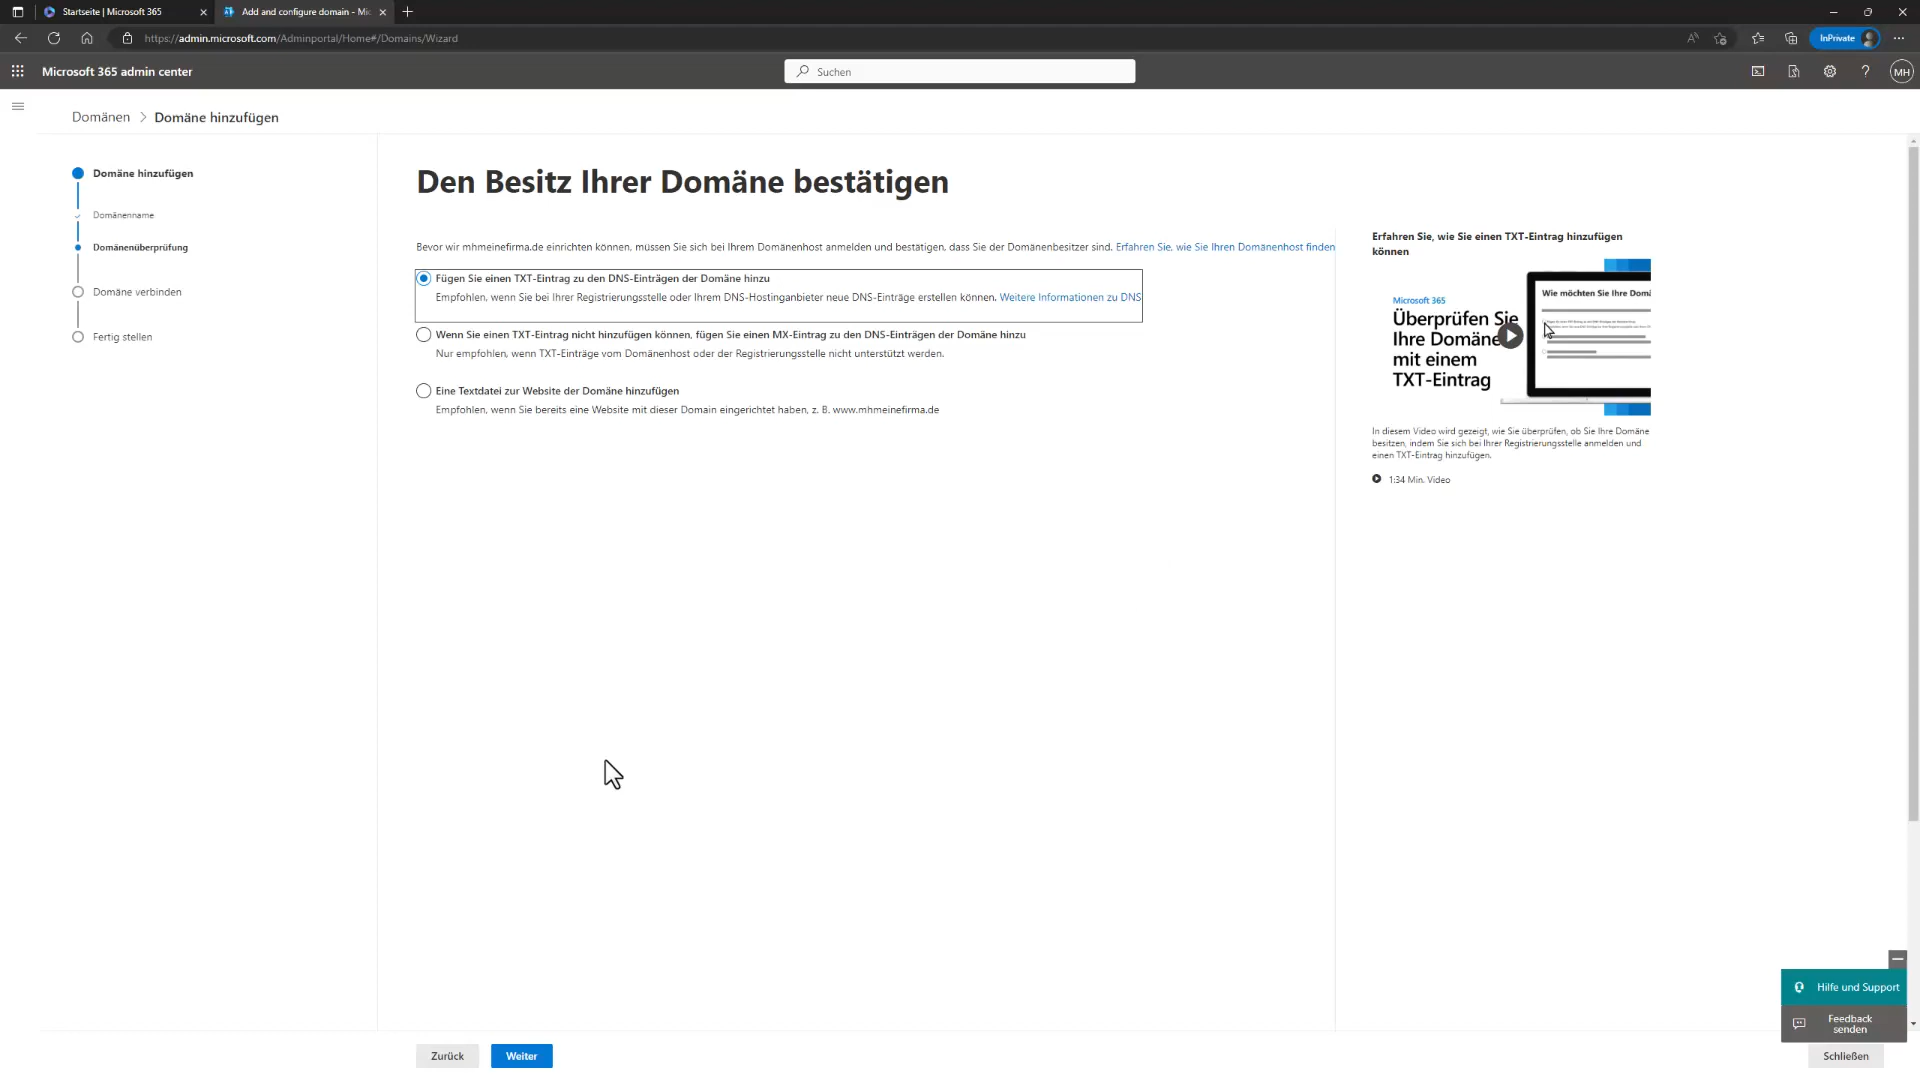 Startseite | Microsoft 365
Add and configure domain - Mic
https://admin.microsoft.com/Adminportal/Home#/Domains/Wizard
InPrivate
Microsoft 365 admin center
Suchen
MH
Domänen > Domäne hinzufügen
Domäne hinzufügen
Domänenname
Domänenüberprüfung
Domäne verbinden
Fertig stellen
Den Besitz Ihrer Domäne bestätigen
Bevor wir mhmeinefirma.de einrichten können, müssen Sie sich bei Ihrem Domänenhost anmelden und bestätigen, dass Sie der Domänenbesitzer sind. Erfahren Sie, wie Sie Ihren Domänenhost finden
Fügen Sie einen TXT-Eintrag zu den DNS-Einträgen der Domäne hinzu
Empfohlen, wenn Sie bei Ihrer Registrierungsstelle oder Ihrem DNS-Hostinganbieter neue DNS-Einträge erstellen können. Weitere Informationen zu DNS
Wenn Sie einen TXT-Eintrag nicht hinzufügen können, fügen Sie einen MX-Eintrag zu den DNS-Einträgen der Domäne hinzu
Nur empfohlen, wenn TXT-Einträge vom Domänenhost oder der Registrierungsstelle nicht unterstützt werden.
Eine Textdatei zur Website der Domäne hinzufügen
Empfohlen, wenn Sie bereits eine Website mit dieser Domain eingerichtet haben, z. B. www.mhmeinefirma.de
Erfahren Sie, wie Sie einen TXT-Eintrag hinzufügen
können
Microsoft 365
Überprüfen Sie
Ihre Domäne
mit einem
TXT-Eintrag
Wie möchten Sie Ihre Domä
In diesem Video wird gezeigt, wie Sie überprüfen, ob Sie Ihre Domäne
besitzen, indem Sie sich bei Ihrer Registrierungsstelle anmelden und
einen TXT-Eintrag hinzufügen.
1:34 Min. Video
Hilfe und Support
Feedback
senden
Zurück
Weiter
Schließen